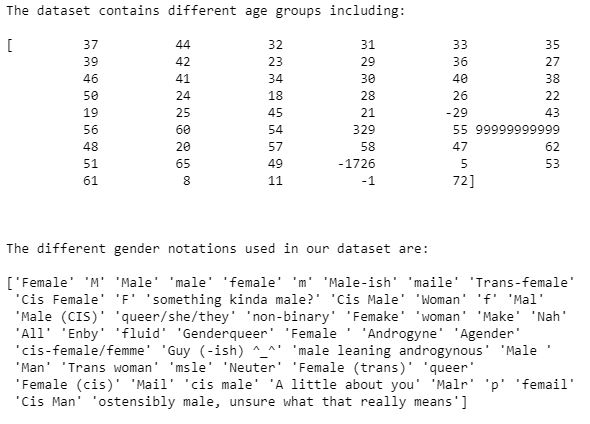 The dataset contains different age groups including:
[ 37 44 32 31 33 35
39 42 23 29 36 27
46 41 34 30 40 38
50 24 18 28 26 22
19 25 45 21 -29 43
56 60 54 329 55 99999999999
48 20 57 58 47 62
51 65 49 -1726 5 53
61 8 11 -1 72]
The different gender notations used in our dataset are:
['Female' 'M' 'Male' 'male' 'female' 'm' 'Male-ish' 'maile' 'Trans-female'
'Cis Female' 'F' 'something kinda male?' 'Cis Male' 'Woman' 'f' 'Mal'
'Male (CIS)' 'queer/she/they' 'non-binary' 'Femake' 'woman' 'Make' 'Nah'
'All' 'Enby' 'fluid' 'Genderqueer' 'Female ' 'Androgyne' 'Agender'
'cis-female/femme' 'Guy (-ish) ^_^' 'male leaning androgynous' 'Male '
'Man' 'Trans woman' 'msle' 'Neuter' 'Female (trans)' 'queer'
'Female (cis)' 'Mail' 'cis male' 'A little about you' 'Malr' 'p' 'femail'
'Cis Man' 'ostensibly male, unsure what that really means']